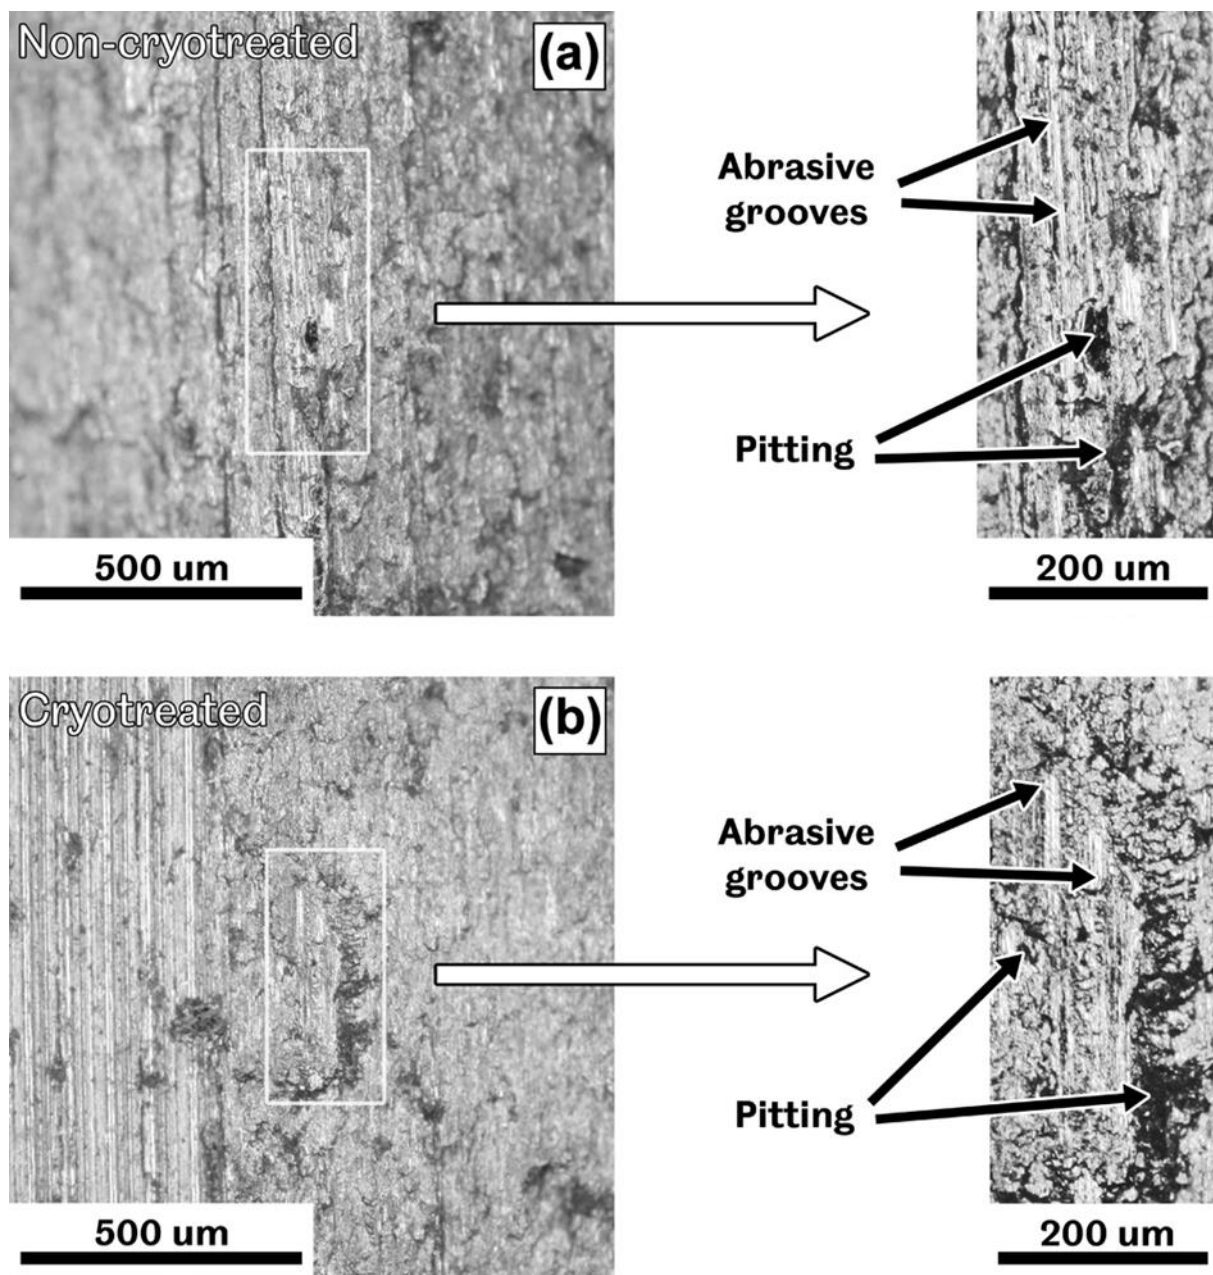 Non-cryotreated
(a)
Abrasive
grooves
Pitting
500 um
200 um
Cryotreated
(b)
Abrasive
grooves
Pitting
500 um
200 um